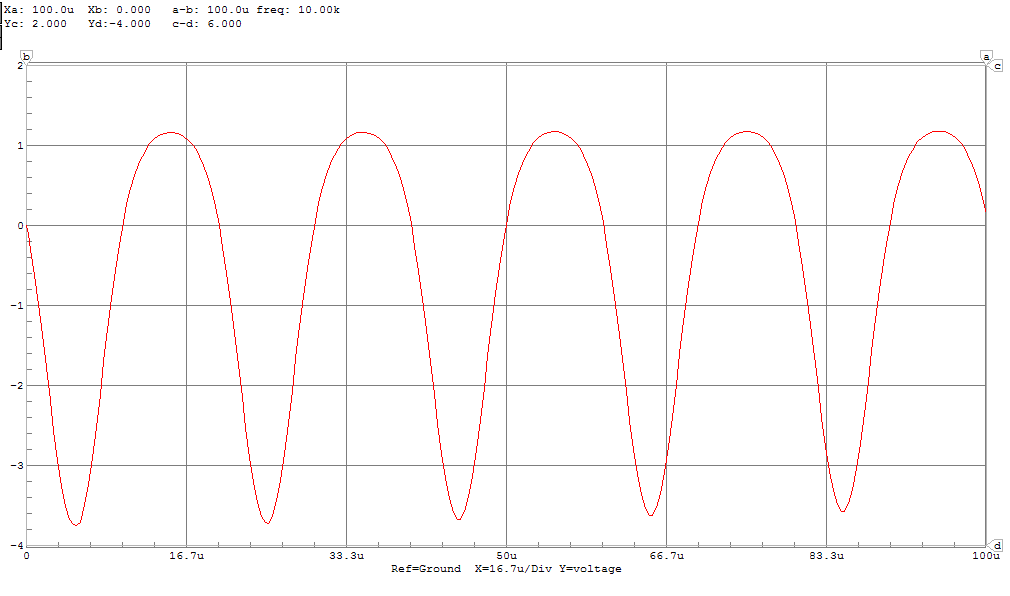 Xa: 100.0u Xb: 0.000 a-b: 100.0u freq: 10.00k
Yc: 2.000 Yd:-4.000 c-d: 6.000
b
a
2
c
1
0
-1
-2
-3
-4
d
0 16.7u 33.3u 50u 66.7u 83.3u 100u
Ref=Ground X=16.7u/Div Y=voltage